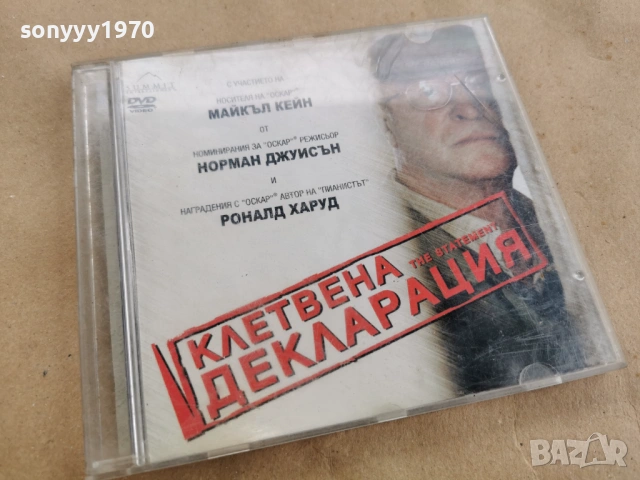 sonyyy1970
DVD
VIDEO
С УЧАСТИЕТО НА
НОСИТЕЛЯ НА "ОСКАР"®
МАЙКЪЛ КЕЙН
ОТ
НОМИНИРАНИЯ ЗА "ОСКАР"® РЕЖИСЬОР
НОРМАН ДЖУИСЪН
И
НАГРАДЕНИЯ С "ОСКАР"® АВТОР НА "ПИАНИСТЪТ"
РОНАЛД ХАРУД
THE STATEMENT
КЛЕТВЕНА
ДЕКЛАРАЦИЯ
BAZAR